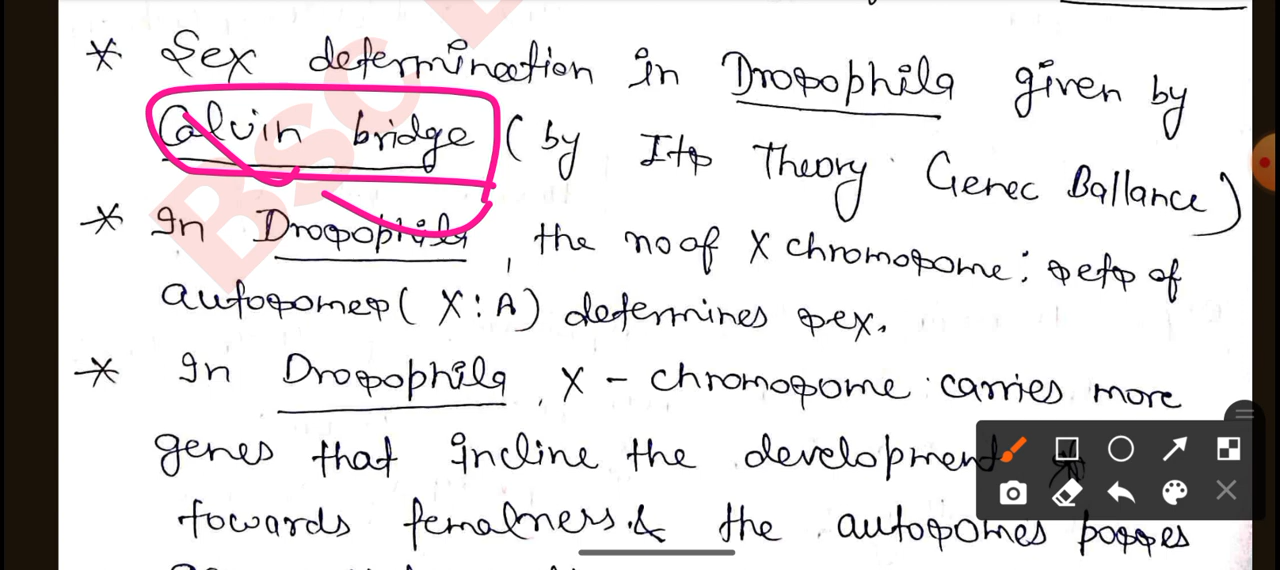 * Sex determination in Drosophila given by
Calvin bridge (by Its Theory Genec Ballance)
* In Drosophila, the no of X chromosome : sets of
autosomes (X : A) determines sex.
* In Drosophila, X - chromosome carries more
genes that incline the development
towards femalness & the autosomes posses
BSC